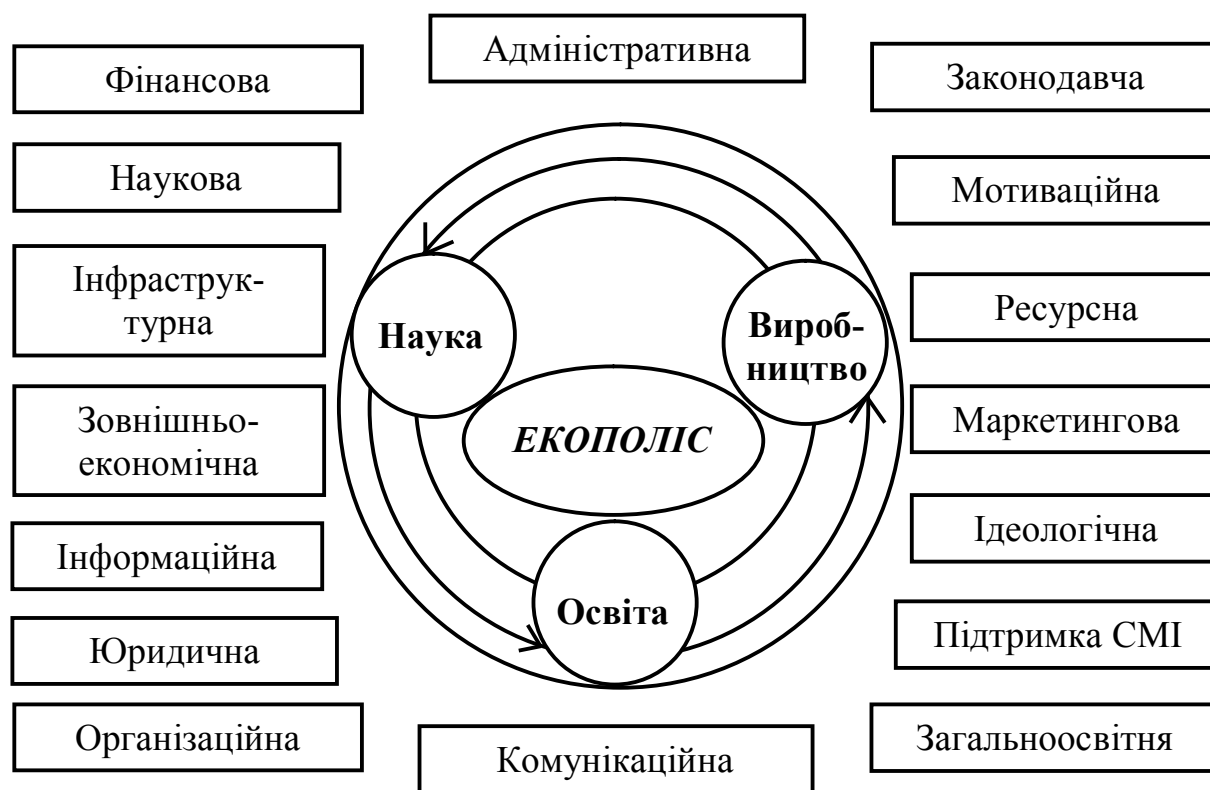 Адміністративна
Фінансова
Законодавча
Наукова
Мотиваційна
Інфраструк-
турна
Ресурсна
Наука
Вироб-
ництво
Зовнішньо-
економічна
Маркетингова
ЕКОПОЛІС
Інформаційна
Ідеологічна
Освіта
Юридична
Підтримка СМІ
Організаційна
Комунікаційна
Загальноосвітня